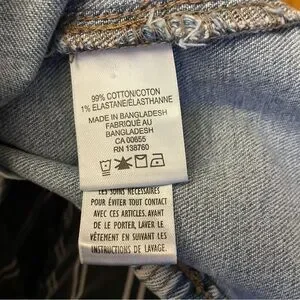 99% COTTON/COTON
1% ELASTANE/ÉLASTHANNE
MADE IN BANGLADESH
FABRIQUÉ AU
BANGLADESH
CA 00655
RN 138760
LES SOINS NÉCESSAIRES
POUR ÉVITER TOUT CONTACT
AVEC CES ARTICLES. AVANT
DE LE PORTER, LAVER LE
VÊTEMENT EN SUIVANT LES
INSTRUCTIONS DE LAVAGE.